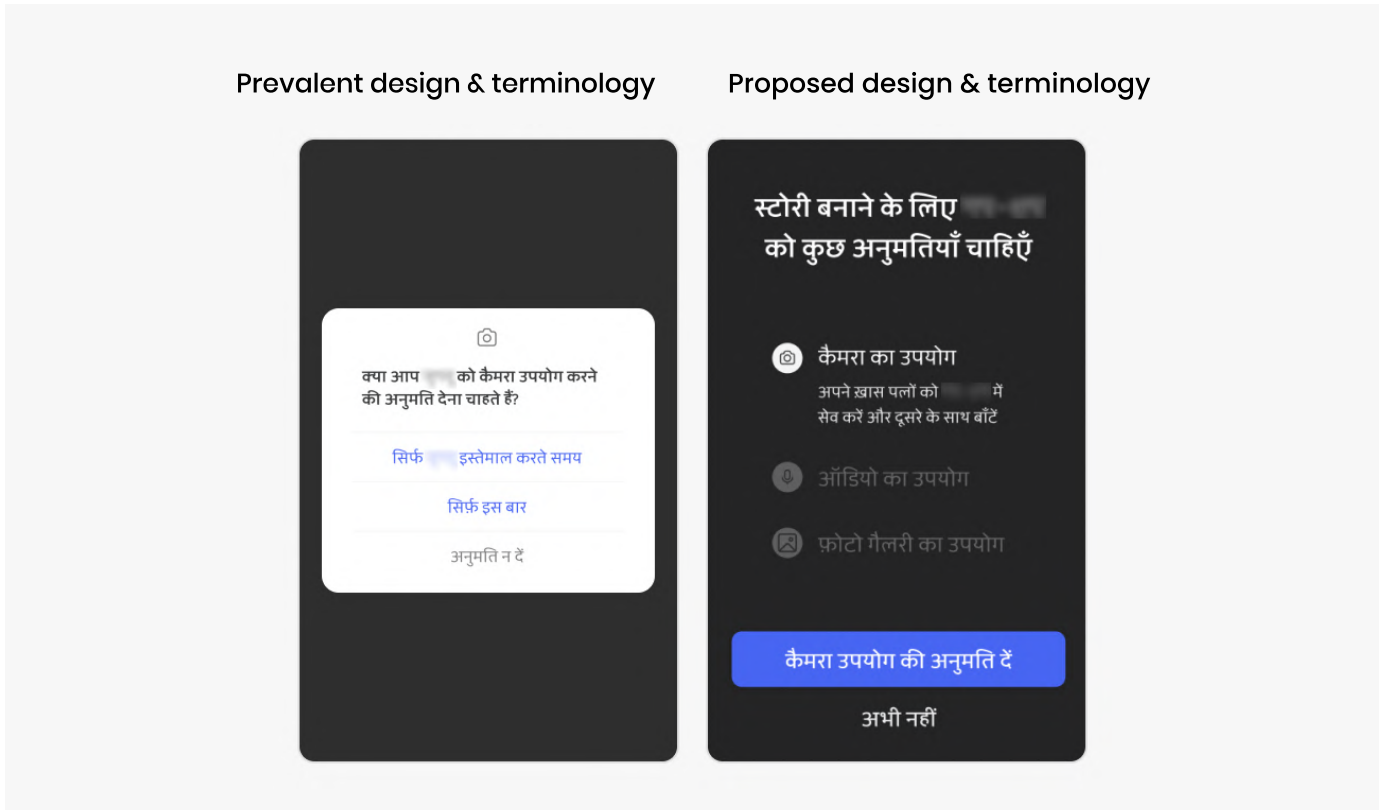 Prevalent design & terminology
Proposed design & terminology
क्या आप को कैमरा उपयोग करने
की अनुमति देना चाहते हैं?
सिर्फ इस्तेमाल करते समय
सिर्फ़ इस बार
अनुमति न दें
स्टोरी बनाने के लिए
को कुछ अनुमतियाँ चाहिएँ
कैमरा का उपयोग
अपने ख़ास पलों को में
सेव करें और दूसरे के साथ बाँटें
ऑडियो का उपयोग
फ़ोटो गैलरी का उपयोग
कैमरा उपयोग की अनुमति दें
अभी नहीं